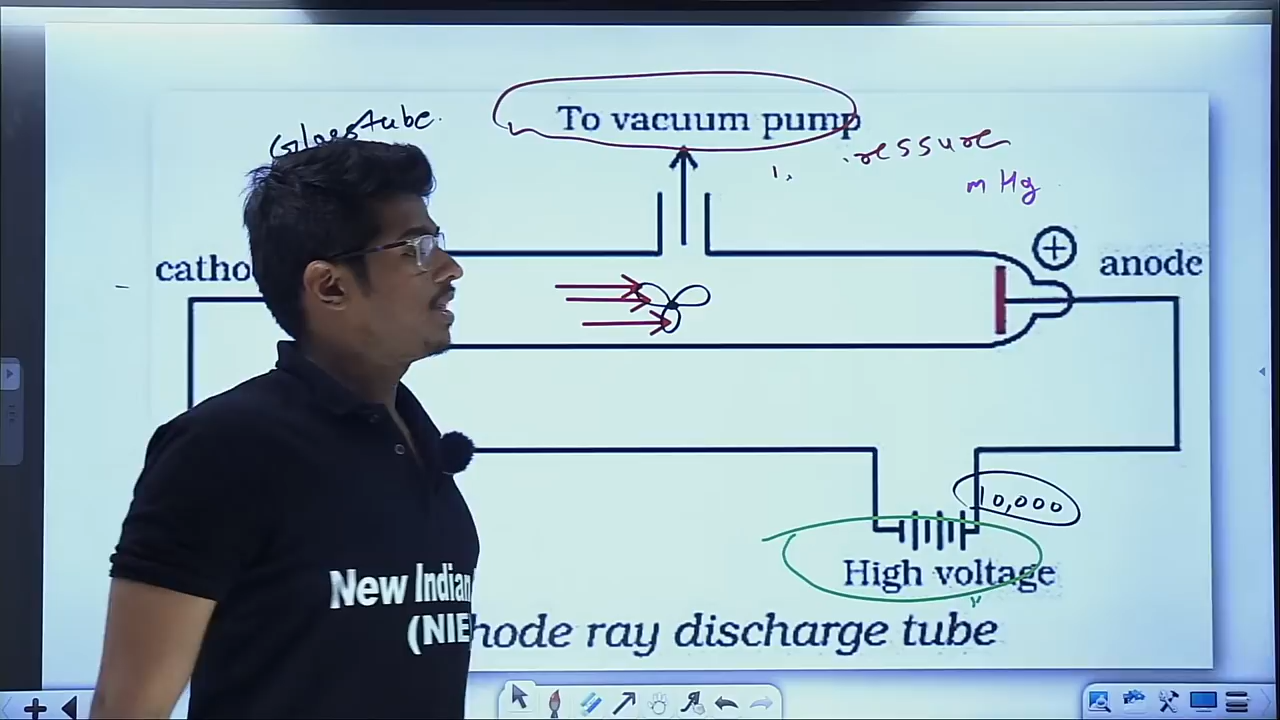 Glass tube.
To vacuum pump
ressure
m Hg
catho
anode
10,000
High voltage
hode ray discharge tube
New Indian
(NIE